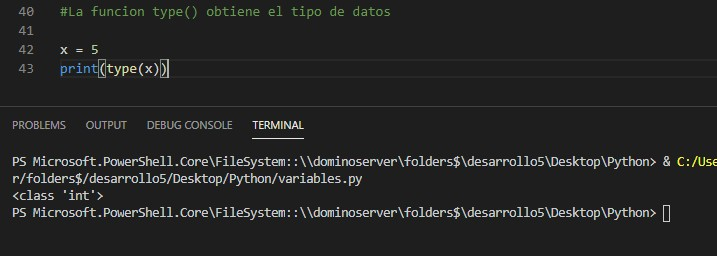 40 #La funcion type() obtiene el tipo de datos
41
42 x = 5
43 print(type(x))
PROBLEMS OUTPUT DEBUG CONSOLE TERMINAL
PS Microsoft.PowerShell.Core\FileSystem::\\dominoserver\folders$\desarrollo5\Desktop\Python> & C:/Use
r/folders$/desarrollo5/Desktop/Python/variables.py
<class 'int'>
PS Microsoft.PowerShell.Core\FileSystem::\\dominoserver\folders$\desarrollo5\Desktop\Python>